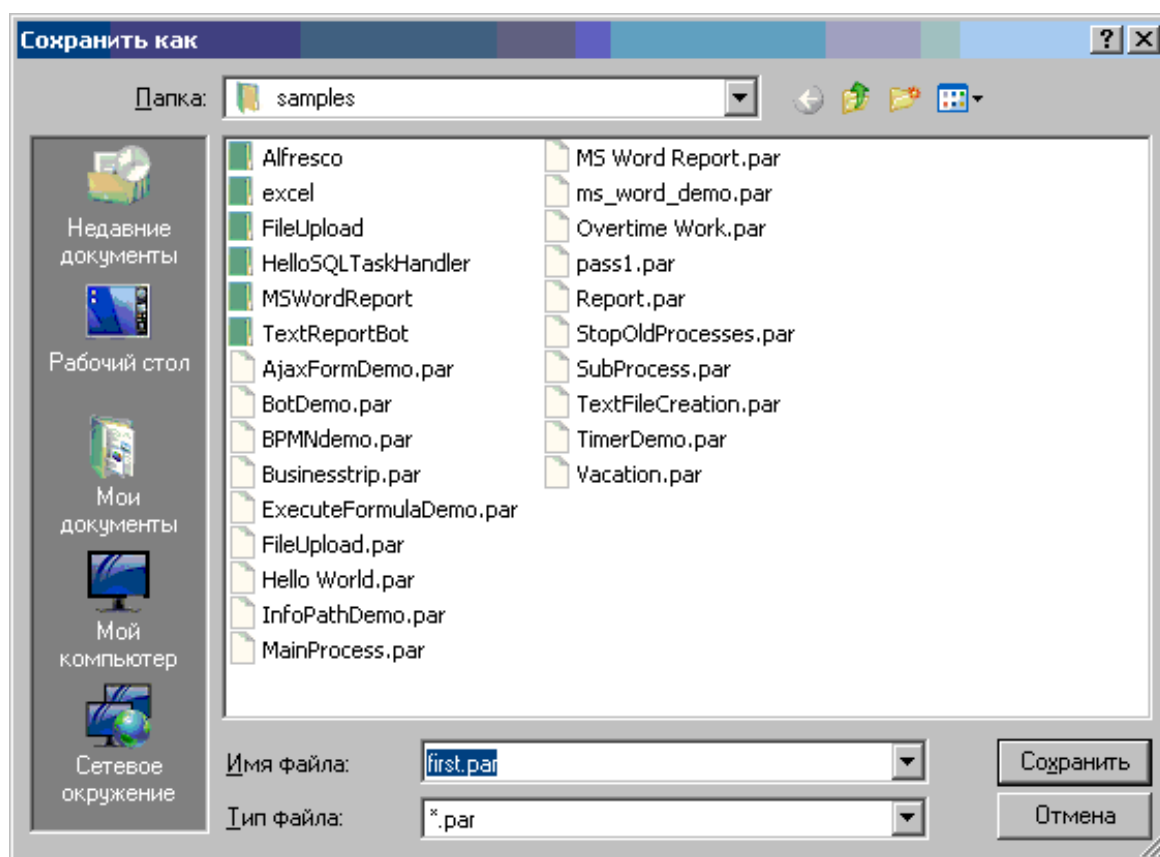 Сохранить как
Папка:
samples
Недавние
документы
Рабочий стол
Мои
документы
Мой
компьютер
Сетевое
окружение
Alfresco
excel
FileUpload
HelloSQLTaskHandler
MSWordReport
TextReportBot
AjaxFormDemo.par
BotDemo.par
BPMNdemo.par
Businesstrip.par
ExecuteFormulaDemo.par
FileUpload.par
Hello World.par
InfoPathDemo.par
MainProcess.par
MS Word Report.par
ms_word_demo.par
Overtime Work.par
pass1.par
Report.par
StopOldProcesses.par
SubProcess.par
TextFileCreation.par
TimerDemo.par
Vacation.par
Имя файла:
first.par
Сохранить
Тип файла:
*.par
Отмена